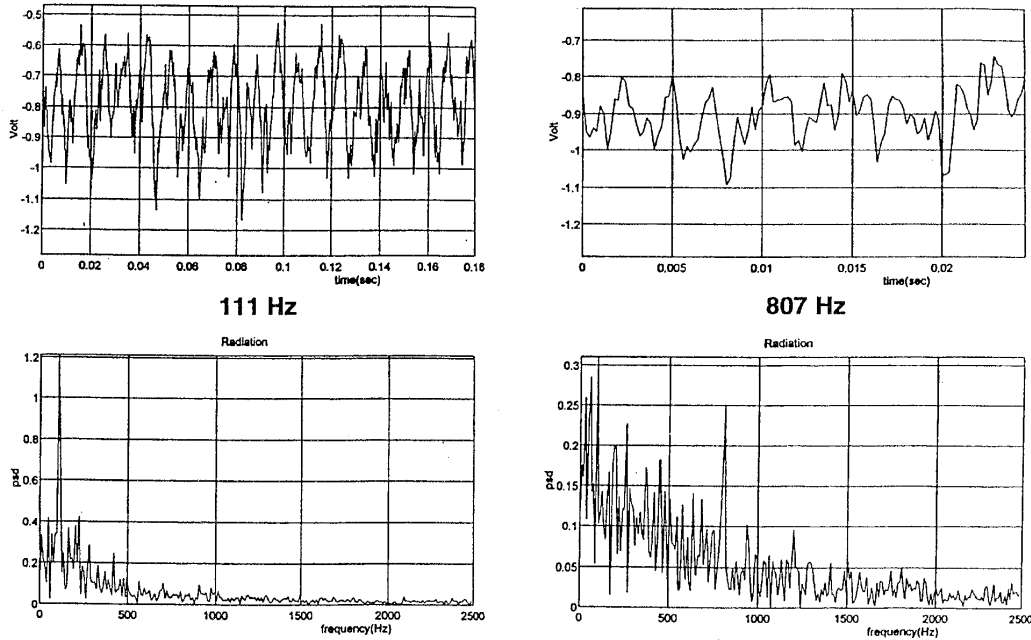 -0.5
-0.6
-0.7
-0.8
-0.9
-1
-1.1
-1.2
Volt
0 0.02 0.04 0.06 0.08 0.1 0.12 0.14 0.16 0.18
time(sec)
111 Hz
-0.7
-0.8
-0.9
-1
-1.1
-1.2
Volt
0 0.005 0.01 0.015 0.02
time(sec)
807 Hz
Radiation
1.2
1
0.8
0.6
0.4
0.2
0
psd
0 500 1000 1500 2000 2500
frequency(Hz)
Radiation
0.3
0.25
0.2
0.15
0.1
0.05
0
psd
0 500 1000 1500 2000 2500
frequency(Hz)